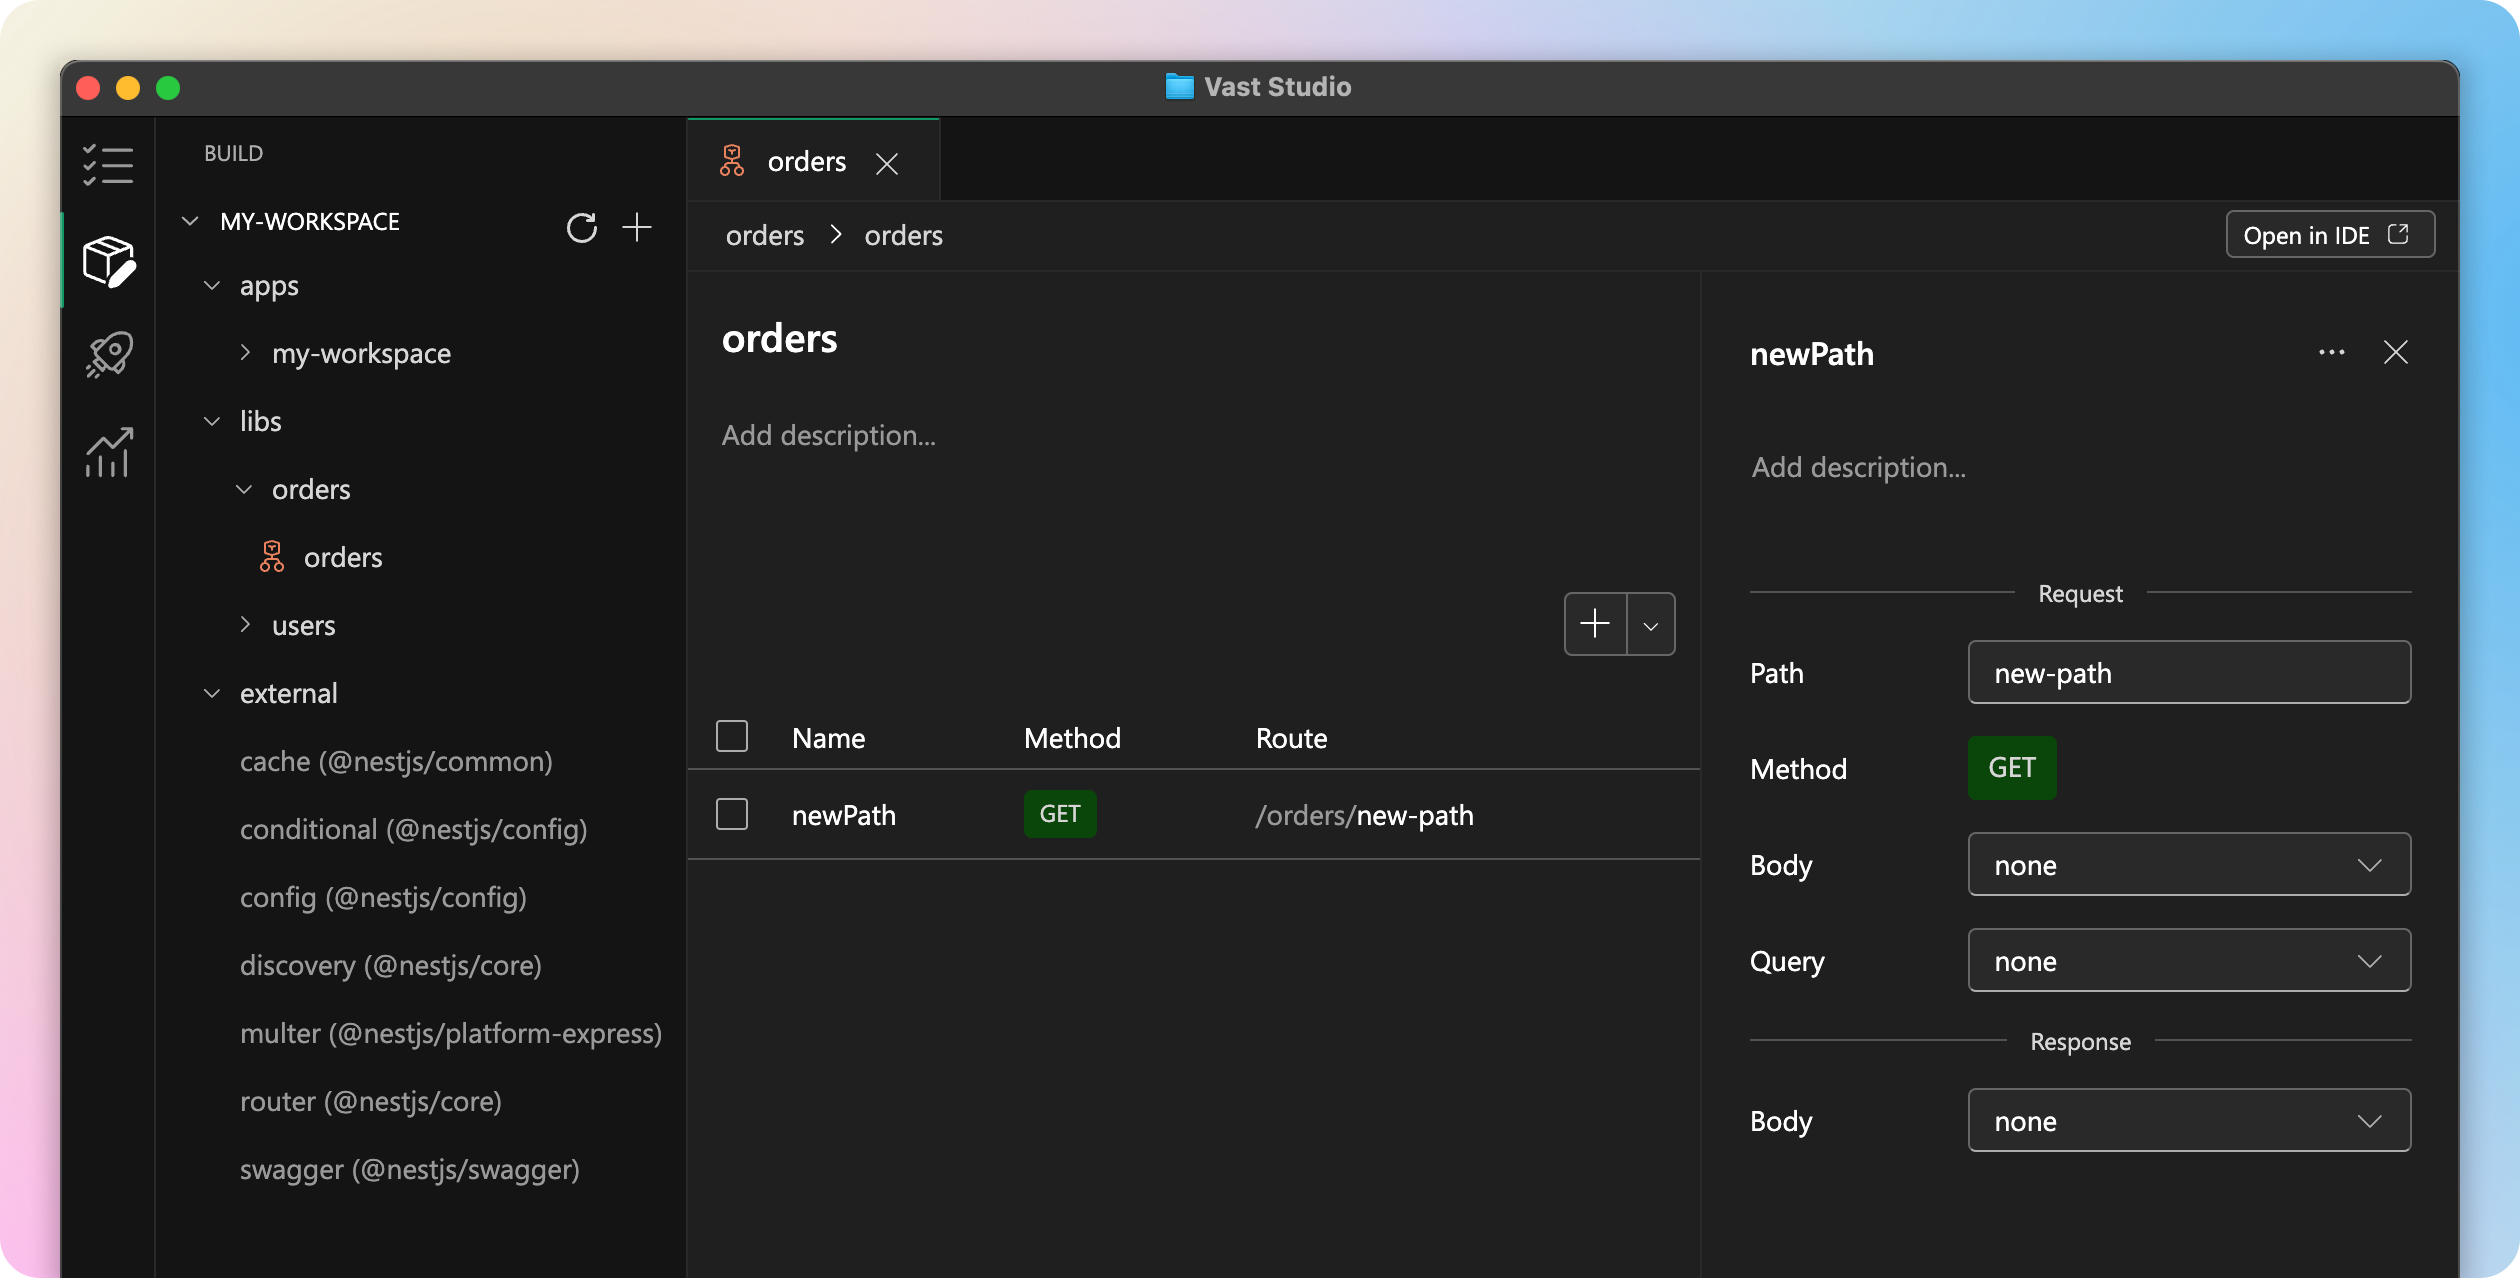 Vast Studio
BUILD
MY-WORKSPACE
apps
my-workspace
libs
orders
orders
users
external
cache (@nestjs/common)
conditional (@nestjs/config)
config (@nestjs/config)
discovery (@nestjs/core)
multer (@nestjs/platform-express)
router (@nestjs/core)
swagger (@nestjs/swagger)
orders
orders > orders
Open in IDE
orders
Add description...
Name Method Route
newPath GET /orders/new-path
newPath
Add description...
Request
Path new-path
Method GET
Body none
Query none
Response
Body none